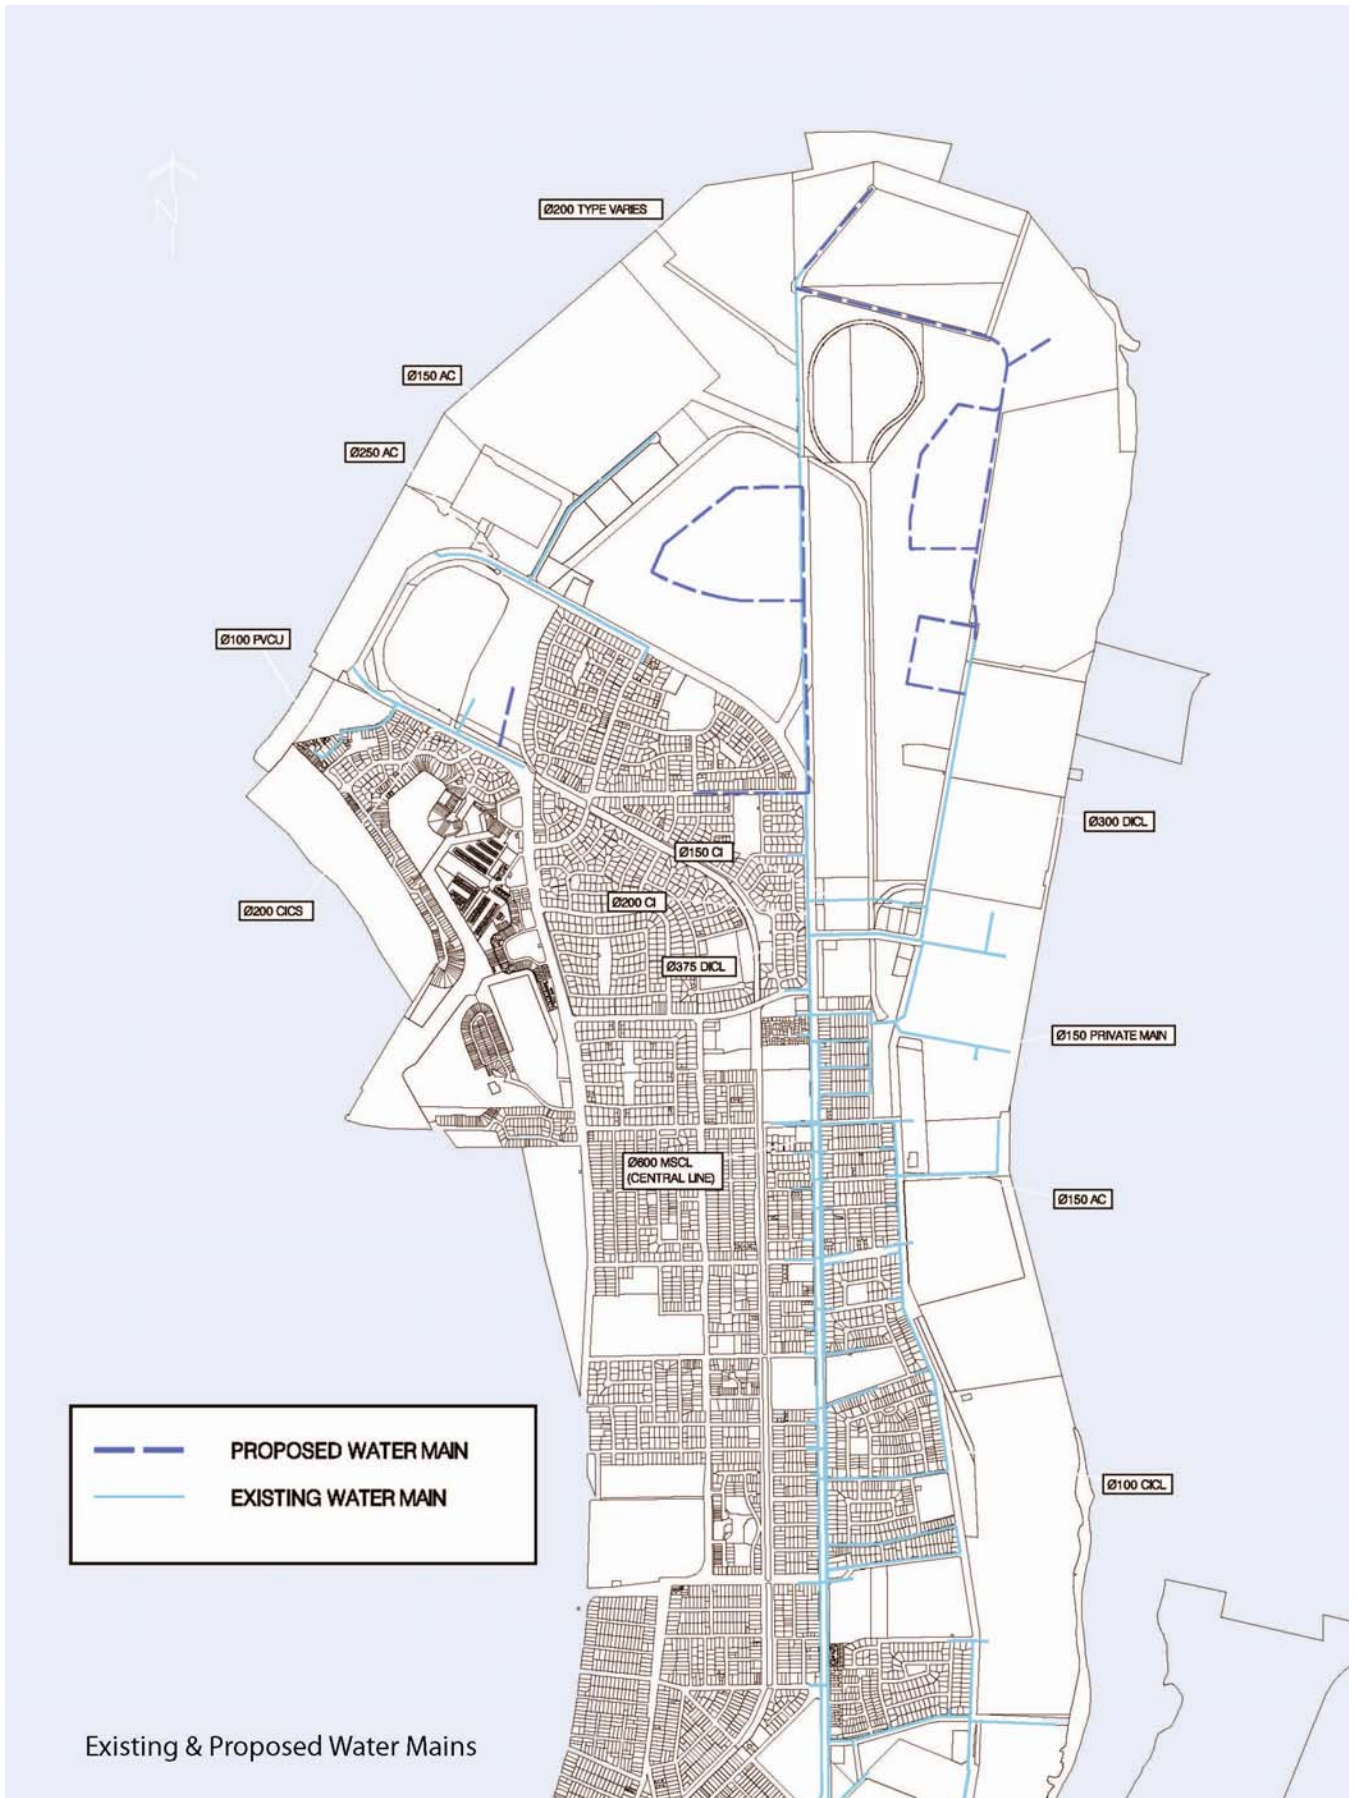 N
Ø200 TYPE VARIES
Ø150 AC
Ø250 AC
Ø100 PVCU
Ø300 DICL
Ø150 CI
Ø200 CI
Ø200 CICS
Ø375 DICL
Ø150 PRIVATE MAIN
Ø600 MSCL
(CENTRAL LINE)
Ø150 AC
PROPOSED WATER MAIN
EXISTING WATER MAIN
Ø100 CICL
Existing & Proposed Water Mains